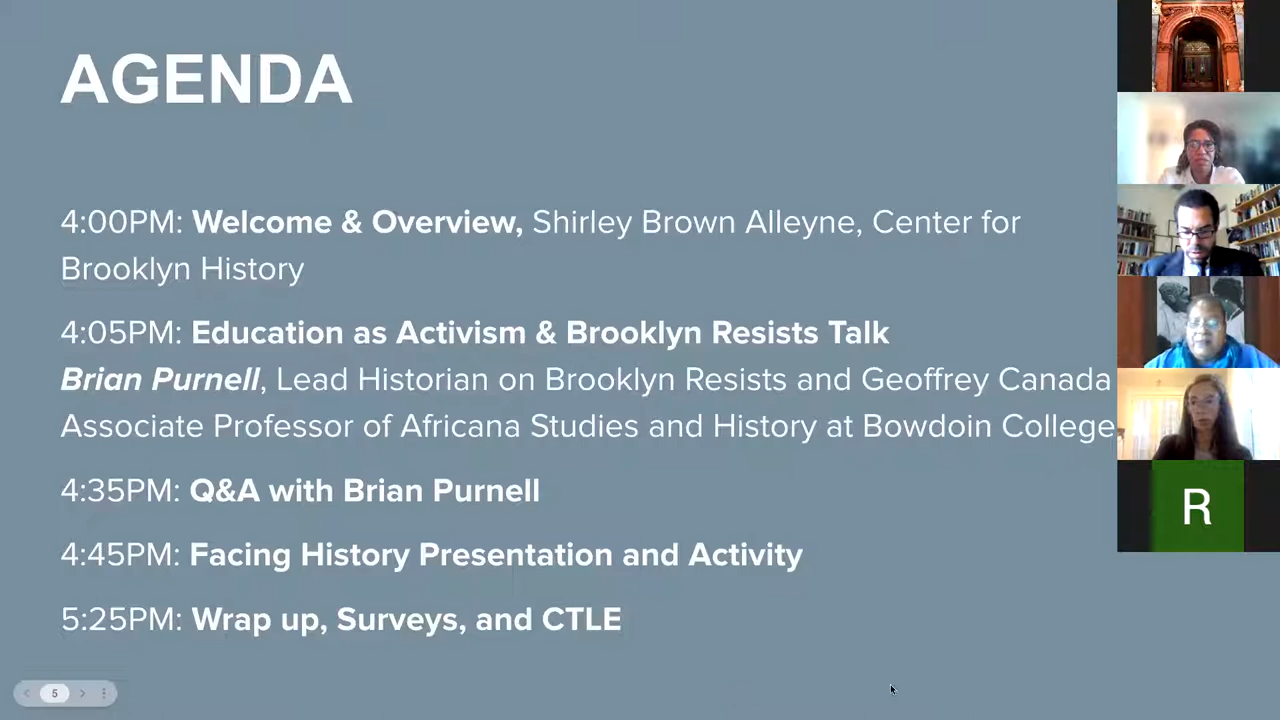 AGENDA
4:00PM: Welcome & Overview, Shirley Brown Alleyne, Center for
Brooklyn History
4:05PM: Education as Activism & Brooklyn Resists Talk
Brian Purnell, Lead Historian on Brooklyn Resists and Geoffrey Canada
Associate Professor of Africana Studies and History at Bowdoin College
4:35PM: Q&A with Brian Purnell
4:45PM: Facing History Presentation and Activity
5:25PM: Wrap up, Surveys, and CTLE
5
R